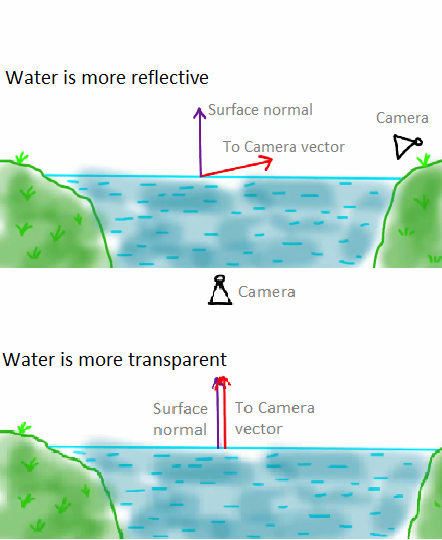 Water is more reflective
Surface normal
Camera
To Camera vector
Camera
Water is more transparent
Surface
normal
To Camera
vector